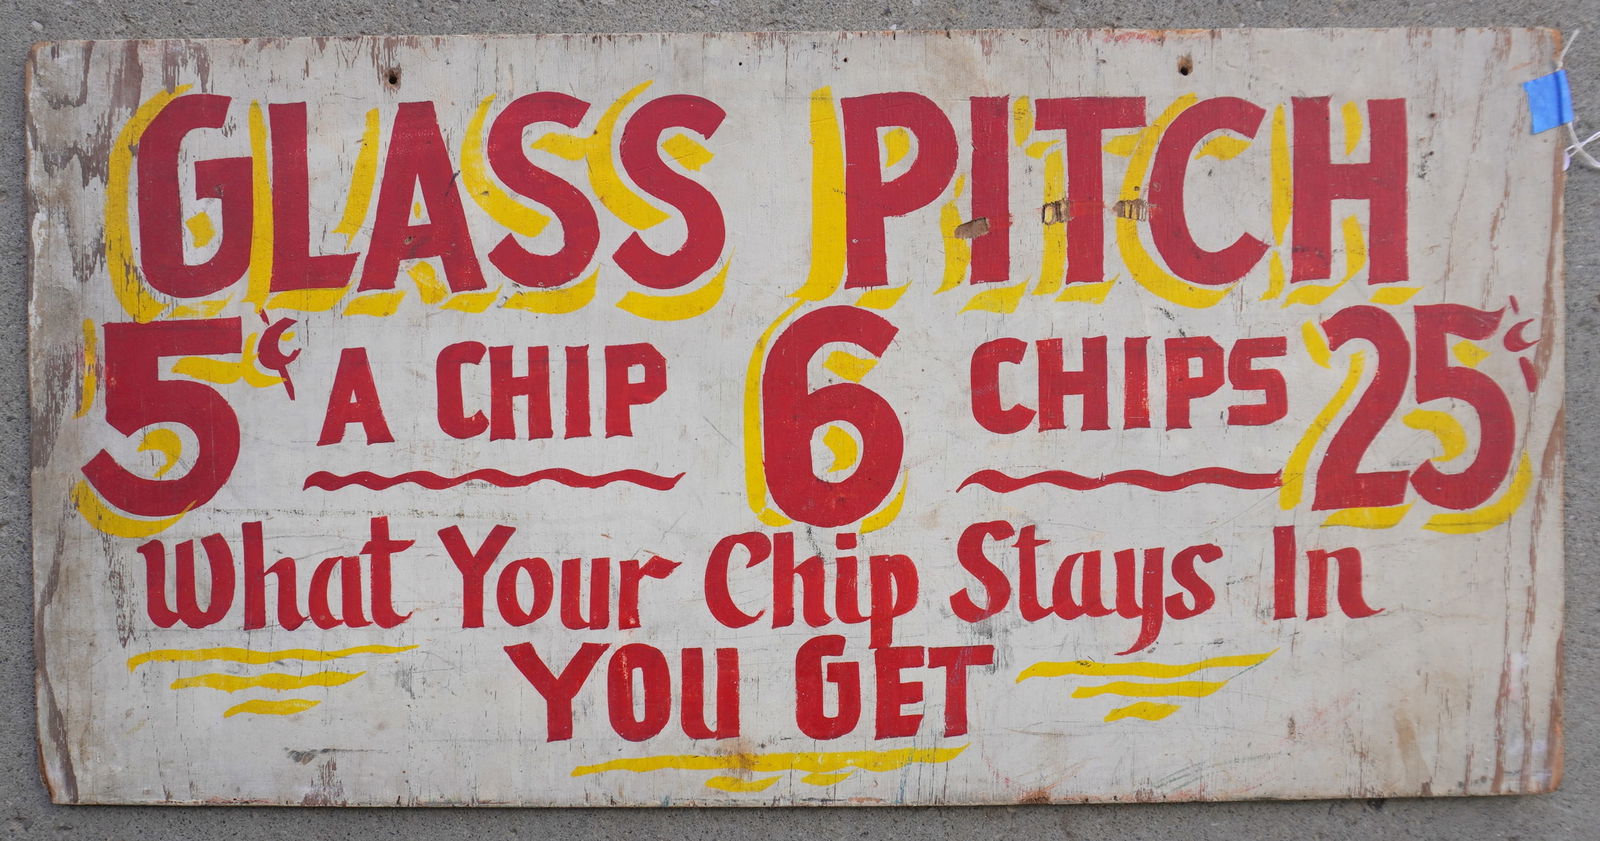 GLASS PITCH
5¢ A CHIP 6 CHIPS 25¢
What Your Chip Stays In
YOU GET